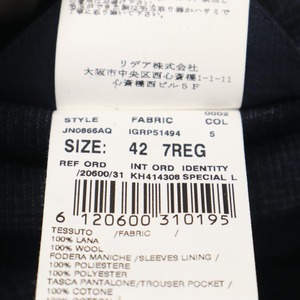 リデア株式会社
大阪市中央区西心斎橋1-1-11
心斎橋西ビル5F
0002
STYLE FABRIC COL
JN0866AQ IGRP51494 5
SIZE: 42 7REG
REF ORD INT ORD IDENTITY
/20600/31 KH414308 SPECIAL L
6 120600 310195
TESSUTO /FABRIC /
100% LANA
100% WOOL
FODERA MANICHE /SLEEVES LINING /
100% POLIESTERE
100% POLYESTER
TASCA PANTALONE/TROUSER POCKET /
100% COTONE